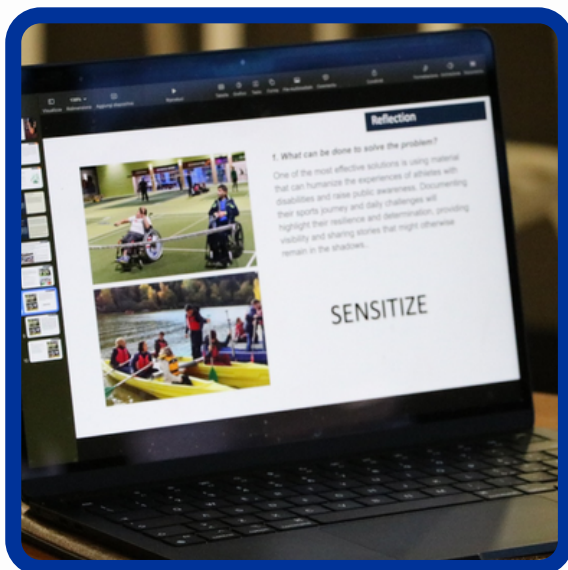 Reflection
1. What can be done to solve the problem?
One of the most effective solutions is using material
that can humanize the experiences of athletes with
disabilities and raise public awareness. Documenting
their sports journey and daily challenges will
highlight their resilience and determination, providing
visibility and sharing stories that might otherwise
remain in the shadows..
SENSITIZE